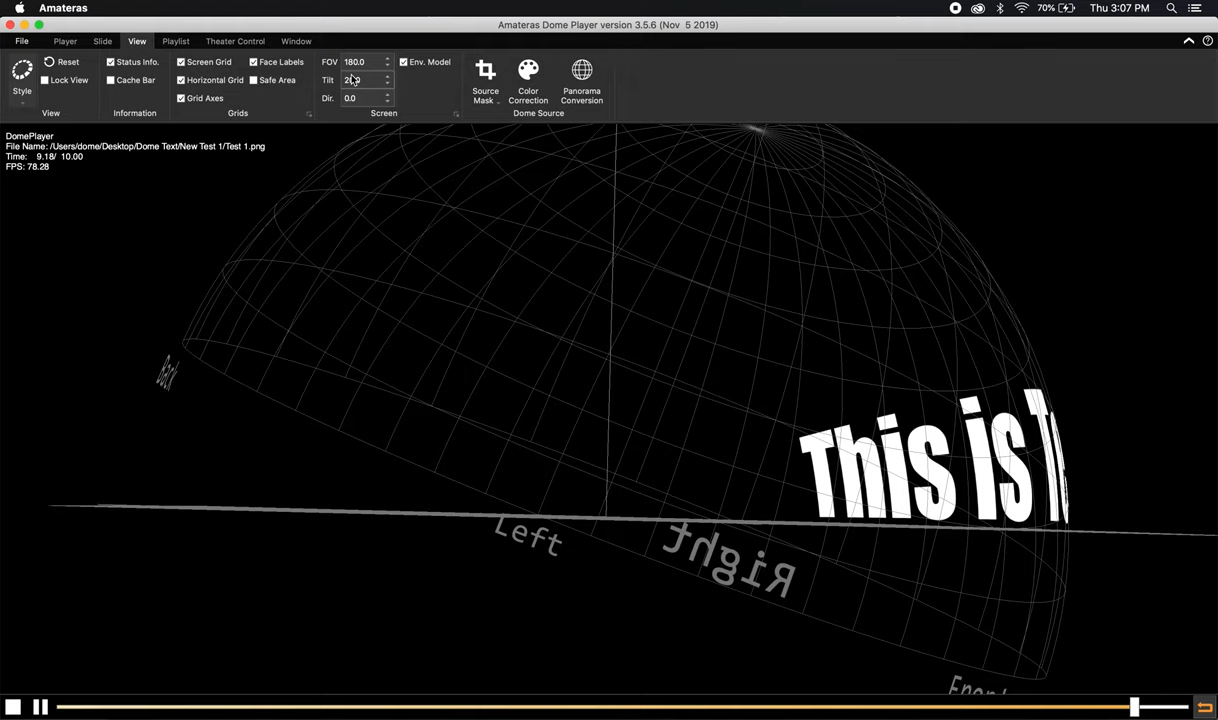 Amateras
70%
Thu 3:07 PM
Amateras Dome Player version 3.5.6 (Nov 5 2019)
File Player Slide View Playlist Theater Control Window
Style
Reset
Lock View
View
Status Info.
Cache Bar
Information
Screen Grid
Face Labels
Horizontal Grid
Safe Area
Grid Axes
Grids
FOV 180.0
Tilt
Dir. 0.0
Env. Model
Screen
Source Mask
Color Correction
Panorama Conversion
Dome Source
DomePlayer
File Name: /Users/dome/Desktop/Dome Text/New Test 1/Test 1.png
Time: 9.18/ 10.00
FPS: 78.28
Back
This is
Left
Right